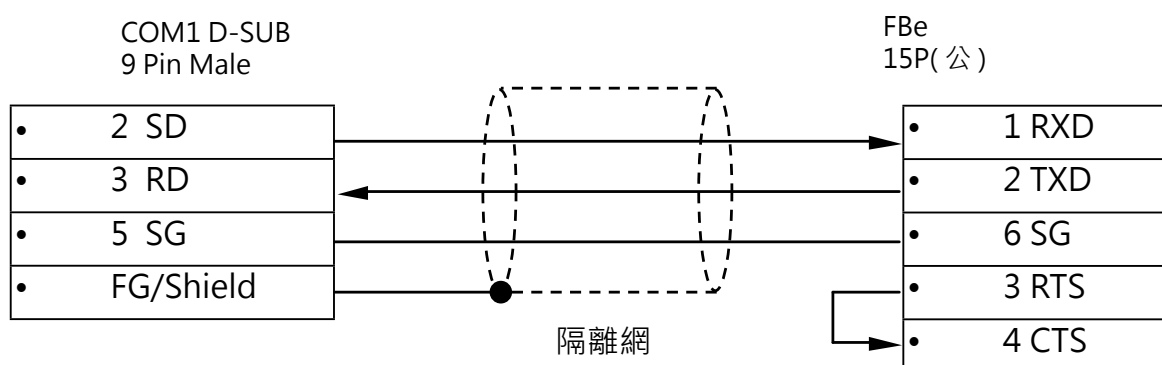 COM1 D-SUB
9 Pin Male
FBe
15P( 公 )
2 SD
3 RD
5 SG
FG/Shield
1 RXD
2 TXD
6 SG
3 RTS
4 CTS
隔離網